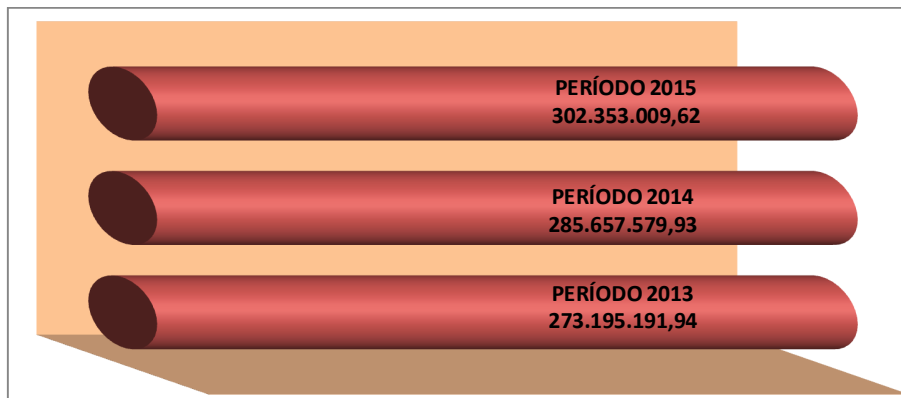 PERÍODO 2015
302.353.009,62
PERÍODO 2014
285.657.579,93
PERÍODO 2013
273.195.191,94